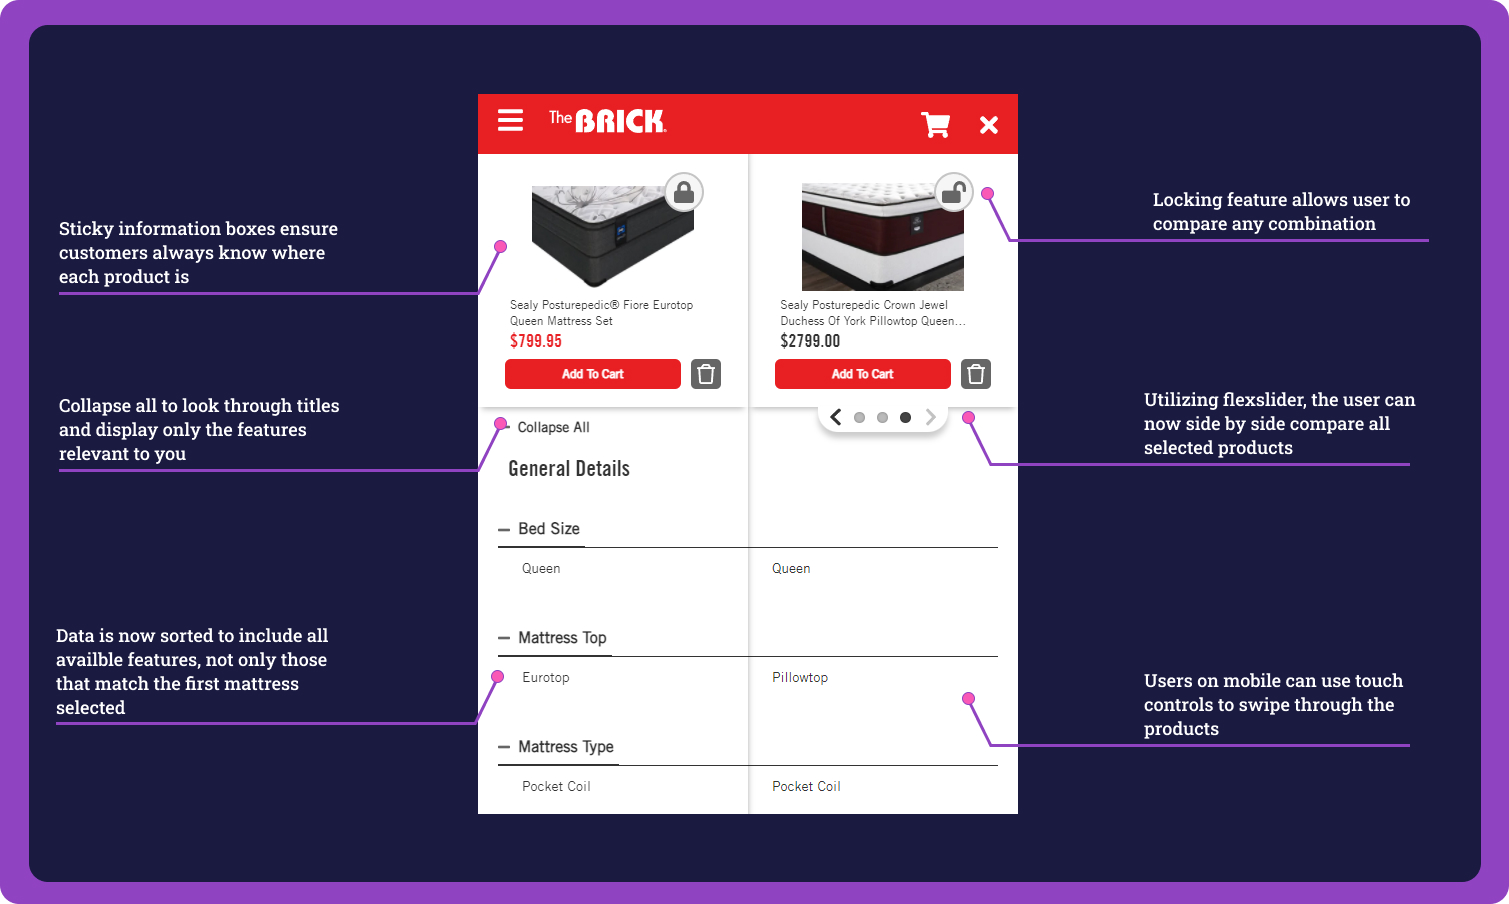 The BRICK
Sticky information boxes ensure
customers always know where
each product is
Locking feature allows user to
compare any combination
Sealy Posturepedic® Fiore Eurotop
Queen Mattress Set
$799.95
Add To Cart
Sealy Posturepedic Crown Jewel
Duchess Of York Pillowtop Queen...
$2799.00
Add To Cart
Collapse all to look through titles
and display only the features
relevant to you
Utilizing flexslider, the user can
now side by side compare all
selected products
Collapse All
General Details
Bed Size
Queen
Queen
Data is now sorted to include all
availble features, not only those
that match the first mattress
selected
Mattress Top
Eurotop
Pillowtop
Users on mobile can use touch
controls to swipe through the
products
Mattress Type
Pocket Coil
Pocket Coil